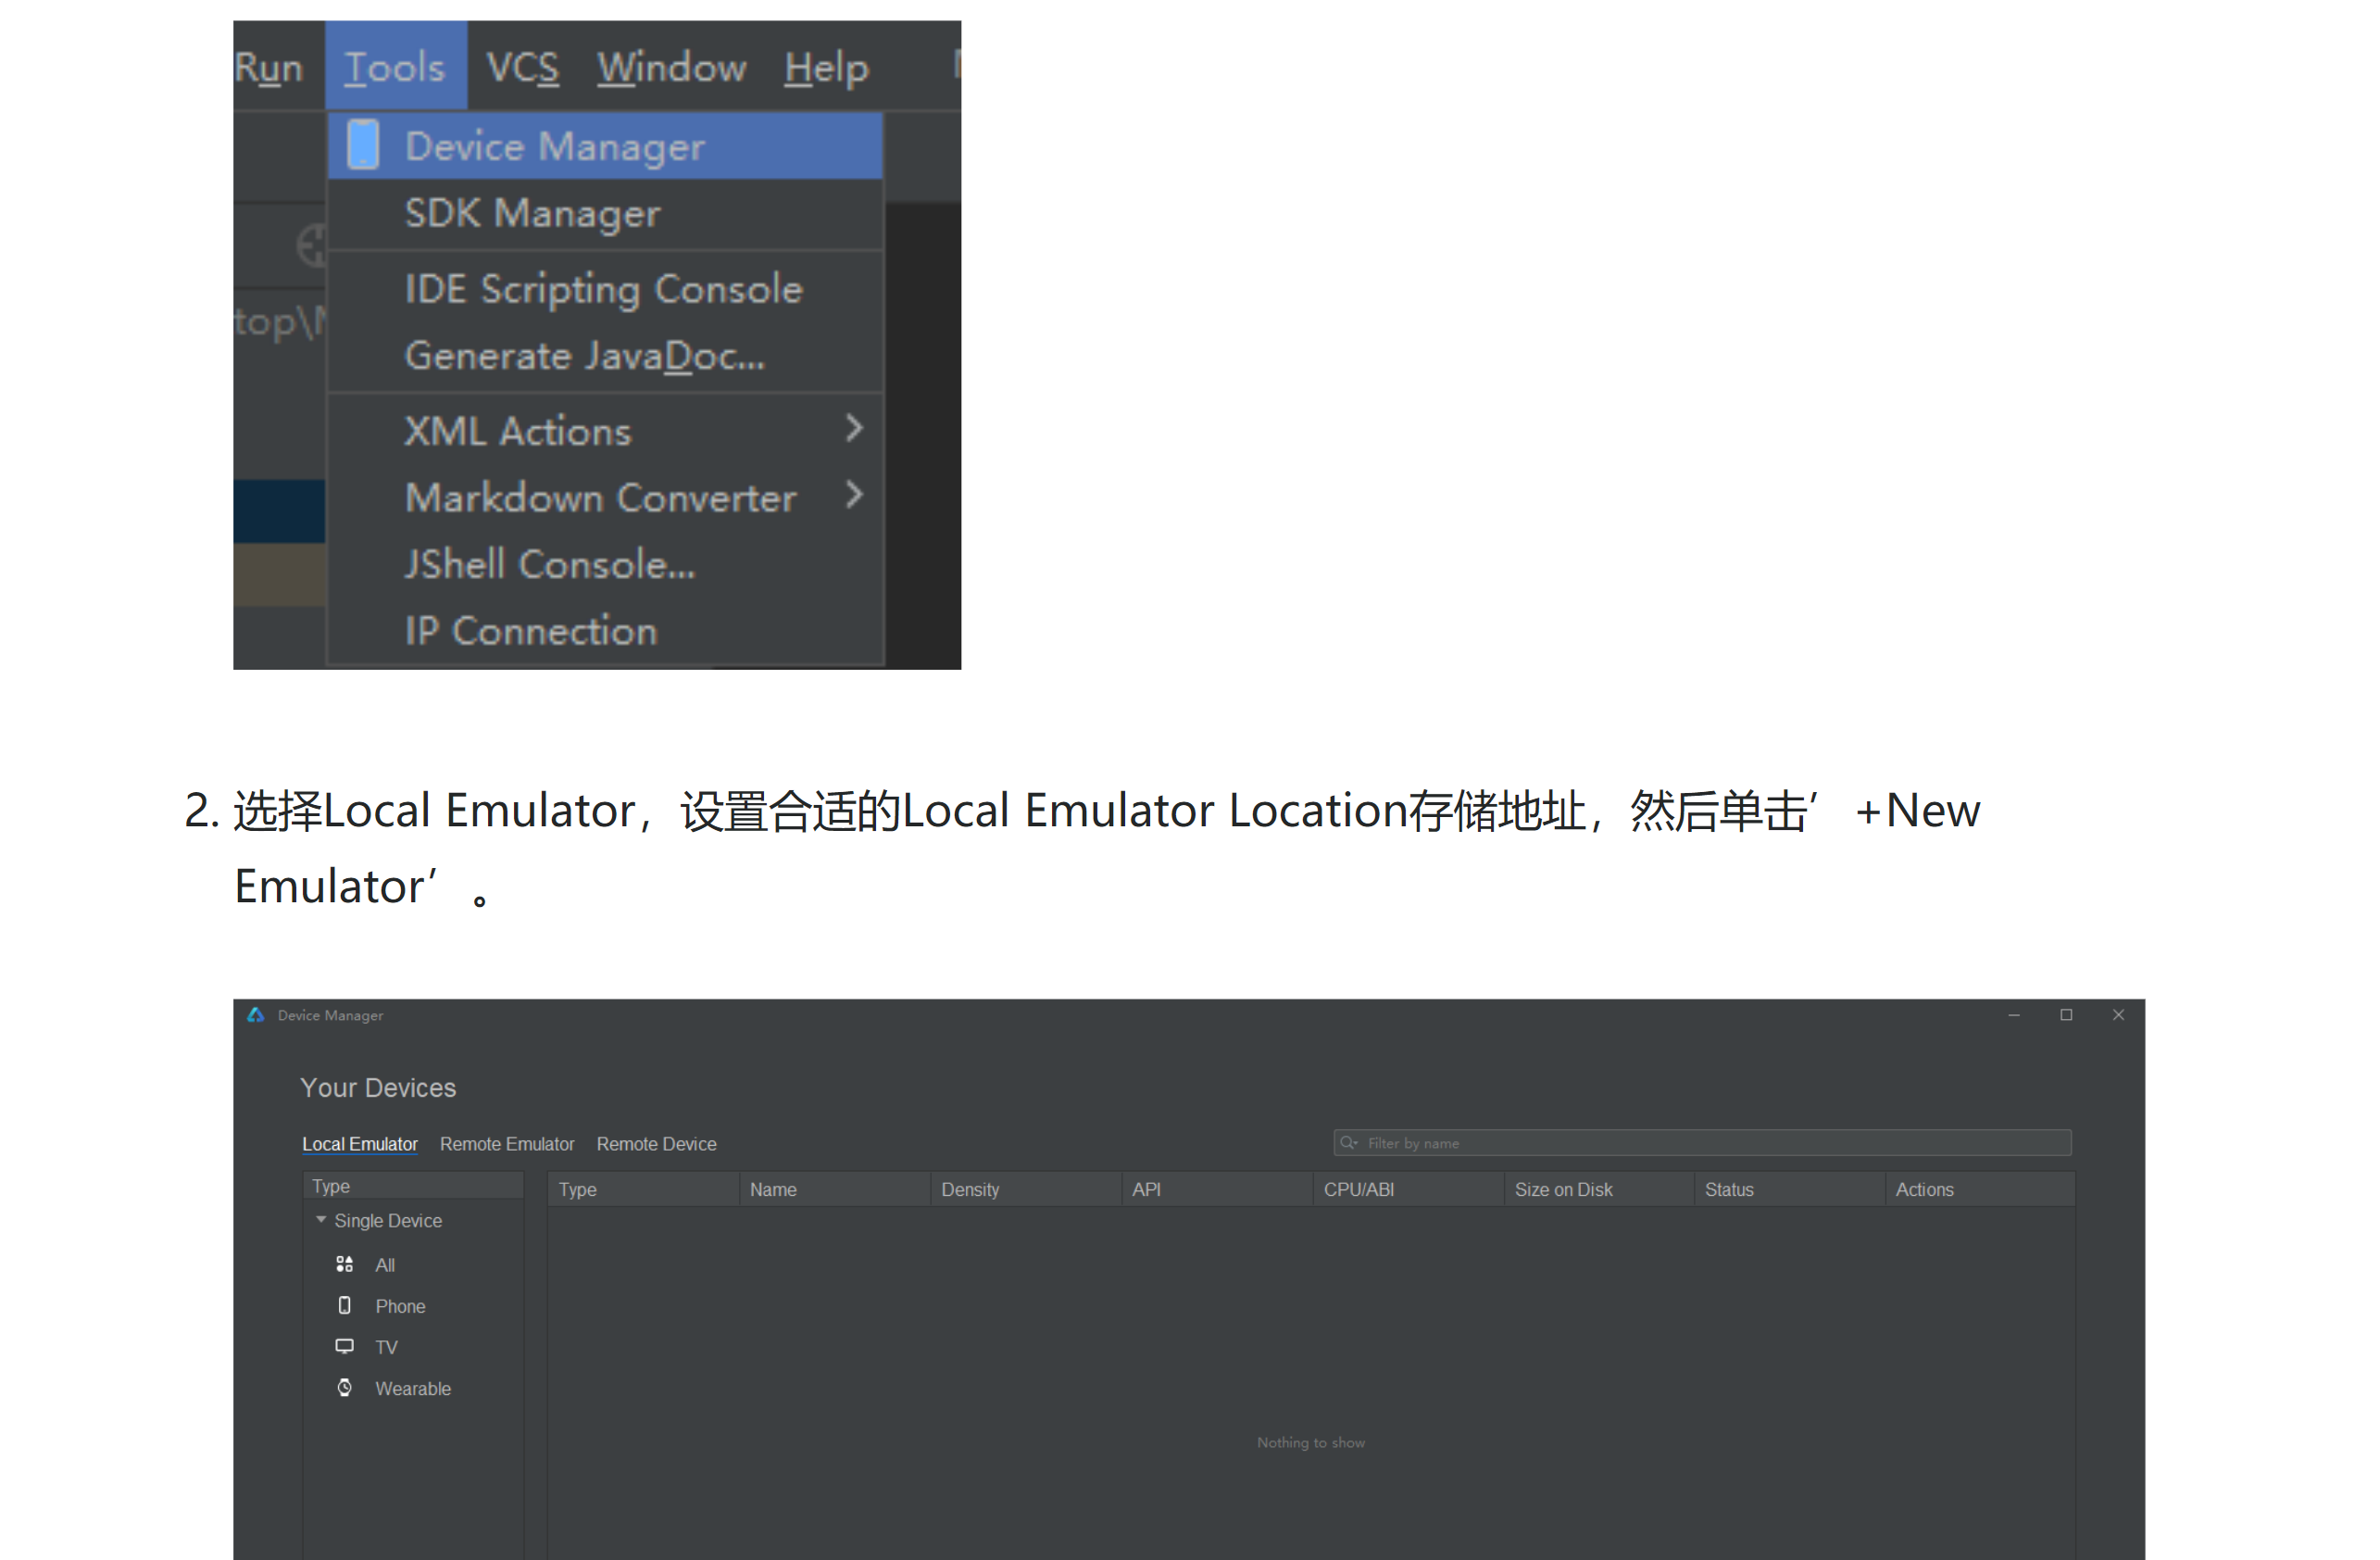 Run Tools VCS Window Help
Device Manager
SDK Manager
IDE Scripting Console
top\
Generate JavaDoc...
XML Actions
Markdown Converter
JShell Console...
IP Connection
2. 选择Local Emulator，设置合适的Local Emulator Location存储地址，然后单击’+New
Emulator’。
Device Manager
Your Devices
Local Emulator Remote Emulator Remote Device Filter by name
Type Type Name Density API CPU/ABI Size on Disk Status Actions
Single Device
All
Phone
TV
Wearable
Nothing to show